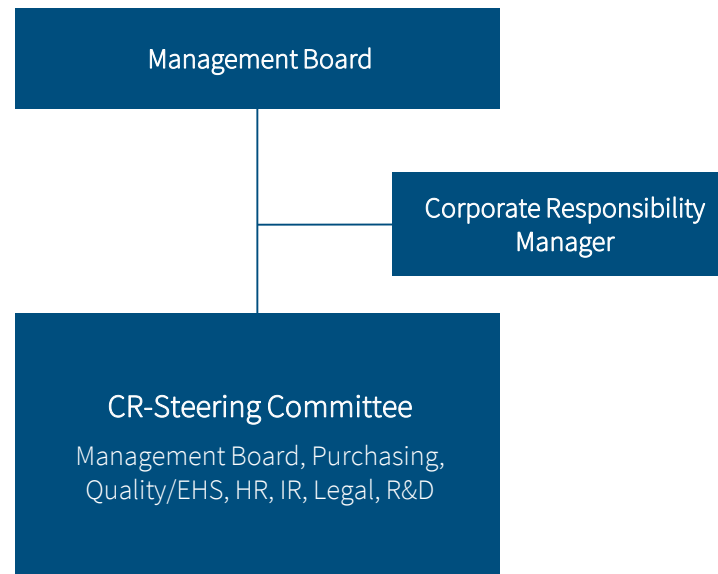 Management Board
Corporate Responsibility
Manager
CR-Steering Committee
Management Board, Purchasing,
Quality/EHS, HR, IR, Legal, R&D